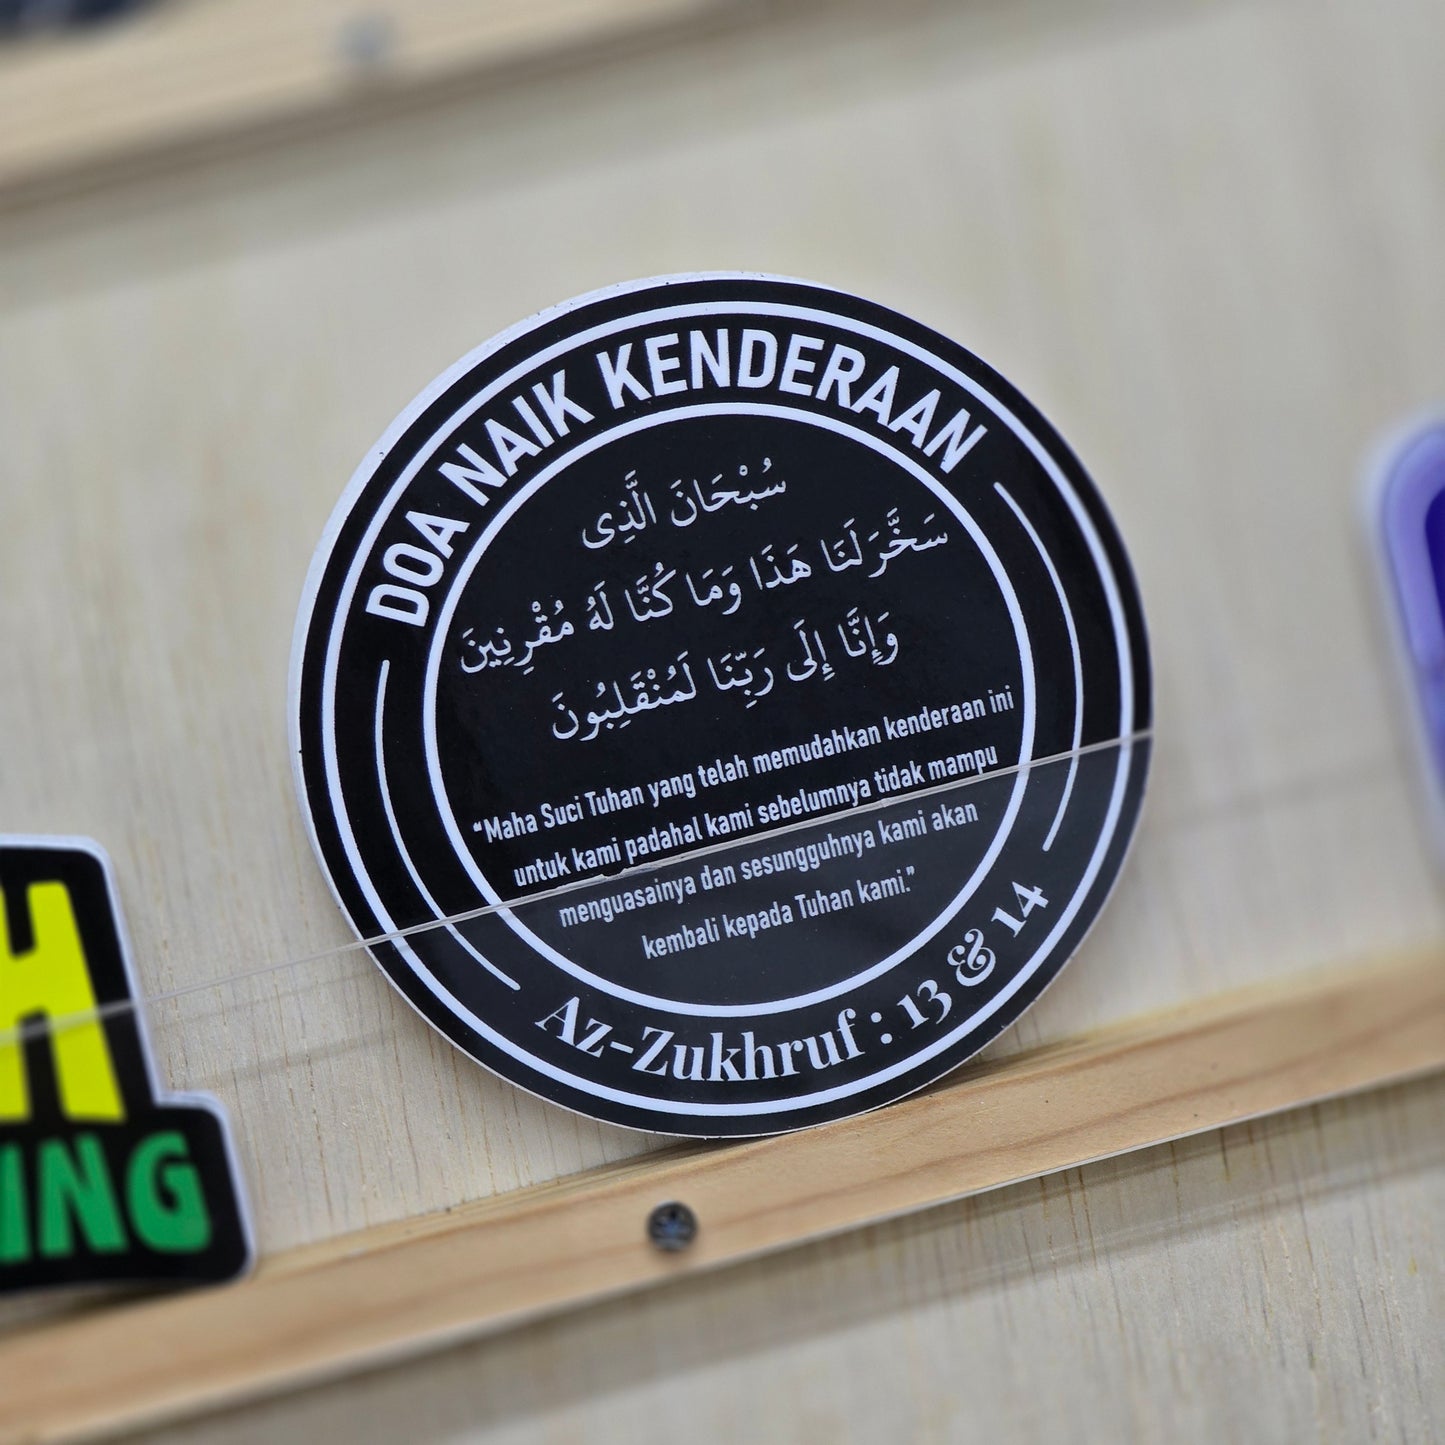 DOA NAIK KENDERAAN
سُبْحَانَ الَّذِى
سَخَّرَلَنَا هَذَا وَمَا كُنَّا لَهُ مُقْرِنِينَ
وَإِنَّا إِلَى رَبِّنَا لَمُنْقَلِبُونَ
“Maha Suci Tuhan yang telah memudahkan kenderaan ini
untuk kami padahal kami sebelumnya tidak mampu
menguasainya dan sesungguhnya kami akan
kembali kepada Tuhan kami.”
Az-Zukhruf : 13 & 14
H
ING